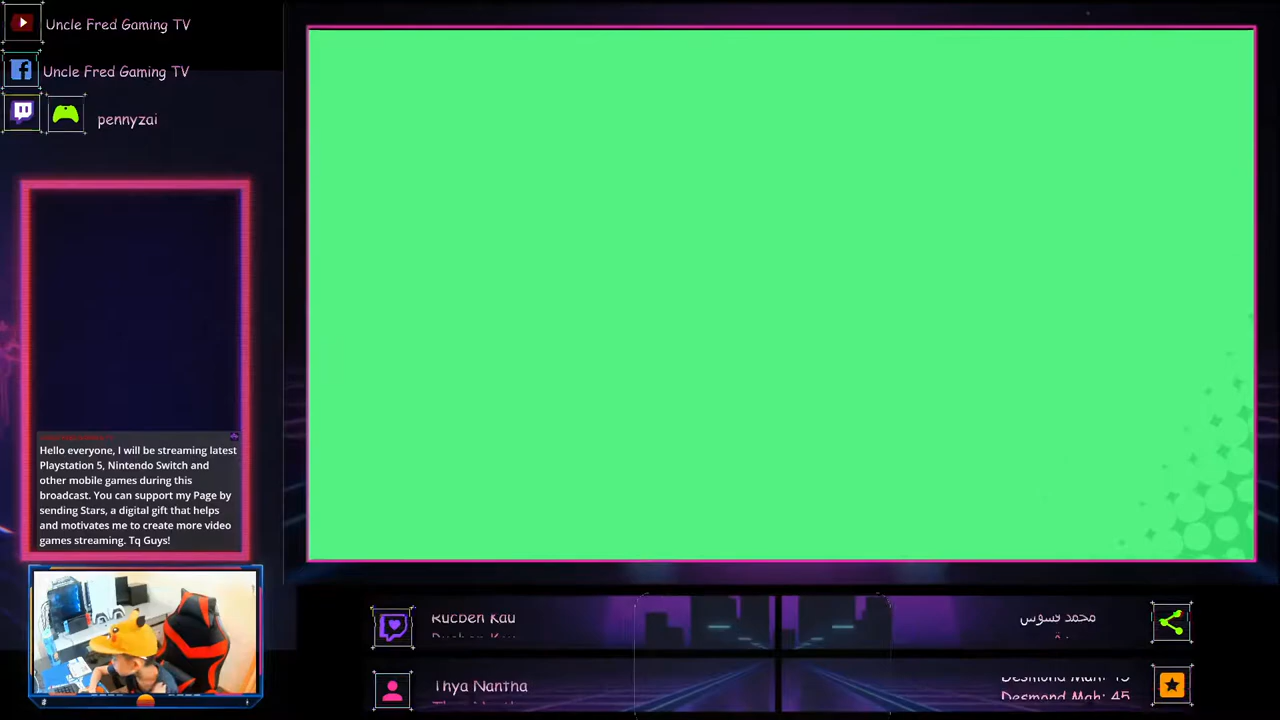 Uncle Fred Gaming TV
Uncle Fred Gaming TV
pennyzai
Hello everyone, I will be streaming latest
Playstation 5, Nintendo Switch and
other mobile games during this
broadcast. You can support my Page by
sending Stars, a digital gift that helps
and motivates me to create more video
games streaming. Tq Guys!
Thya Nantha
Desmond Mah: 45